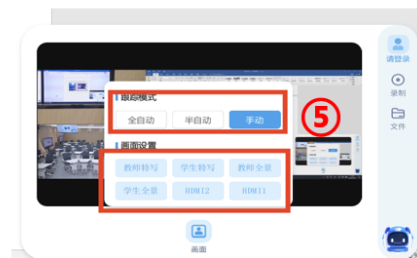 请登录
录制
文件
跟踪模式
全自动 半自动 手动
⑤
画面设置
教师特写 学生特写 教师全景
学生全景 HDMI2 HDMI1
画面